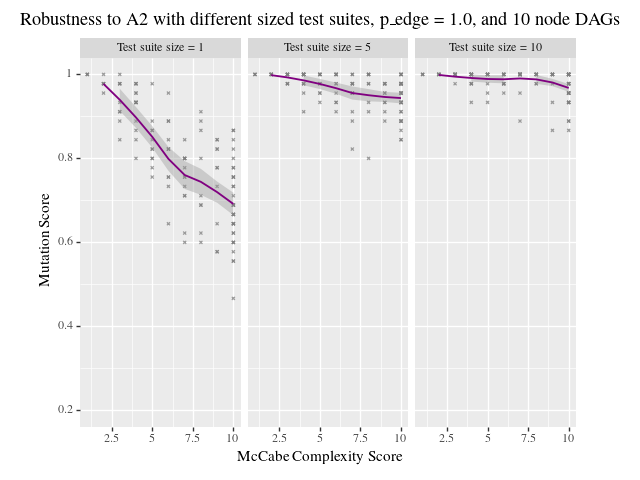 Robustness to A2 with different sized test suites, p_edge = 1.0, and 10 node DAGs
Test suite size = 1
Test suite size = 5
Test suite size = 10
Mutation Score
1
0.8
0.6
0.4
0.2
2.5 5 7.5 10
2.5 5 7.5 10
2.5 5 7.5 10
McCabe Complexity Score